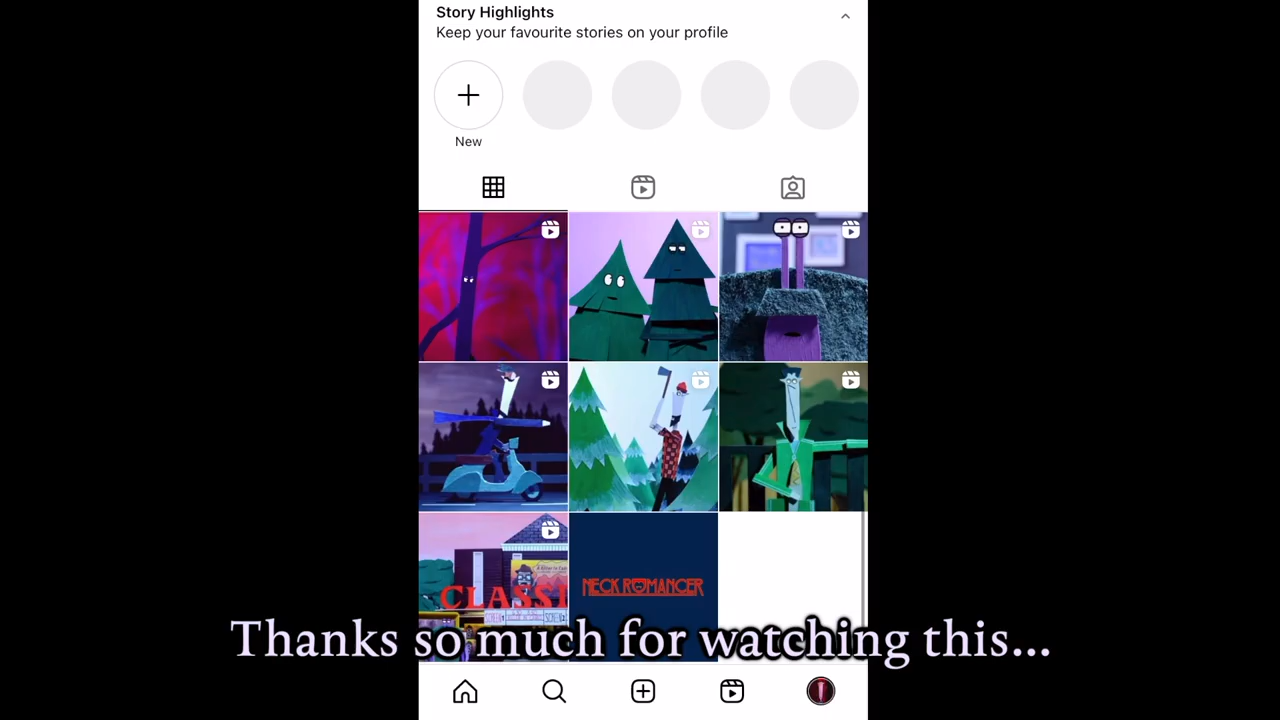 Story Highlights
Keep your favourite stories on your profile
New
CLASSI
NECK ROMANCER
Thanks so much for watching this...